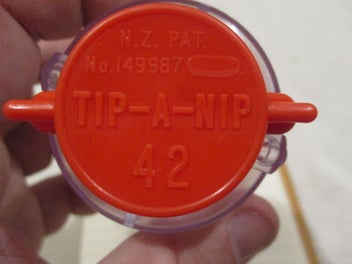 N.Z. PAT.
No.149987
TIP-A-NIP
42